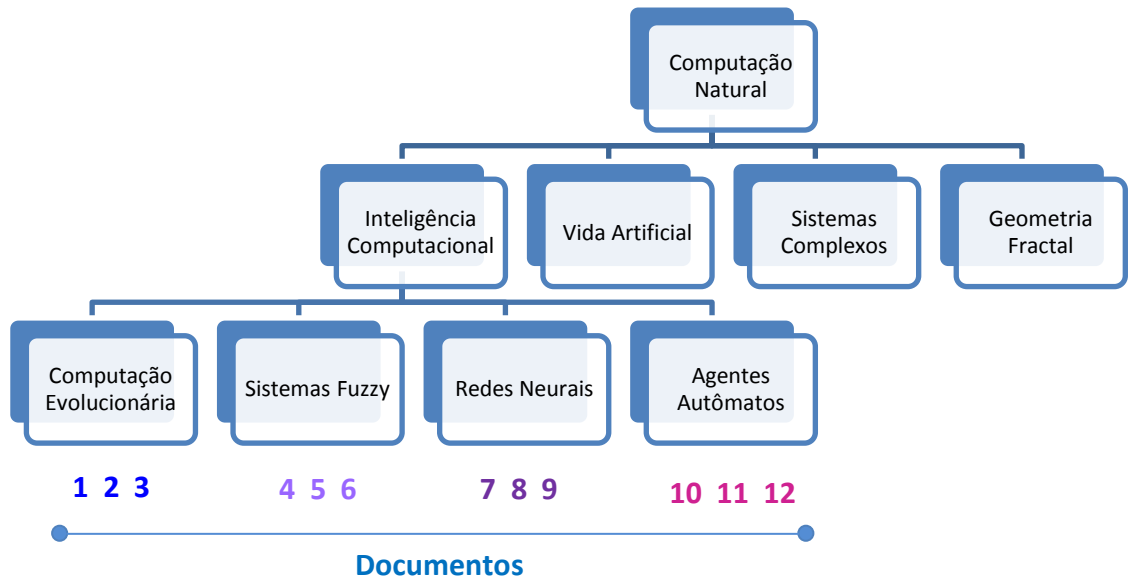 Computação
Natural
Inteligência
Computacional
Vida Artificial
Sistemas
Complexos
Geometria
Fractal
Computação
Evolucionária
Sistemas Fuzzy
Redes Neurais
Agentes
Autômatos
1 2 3
4 5 6
7 8 9
10 11 12
Documentos